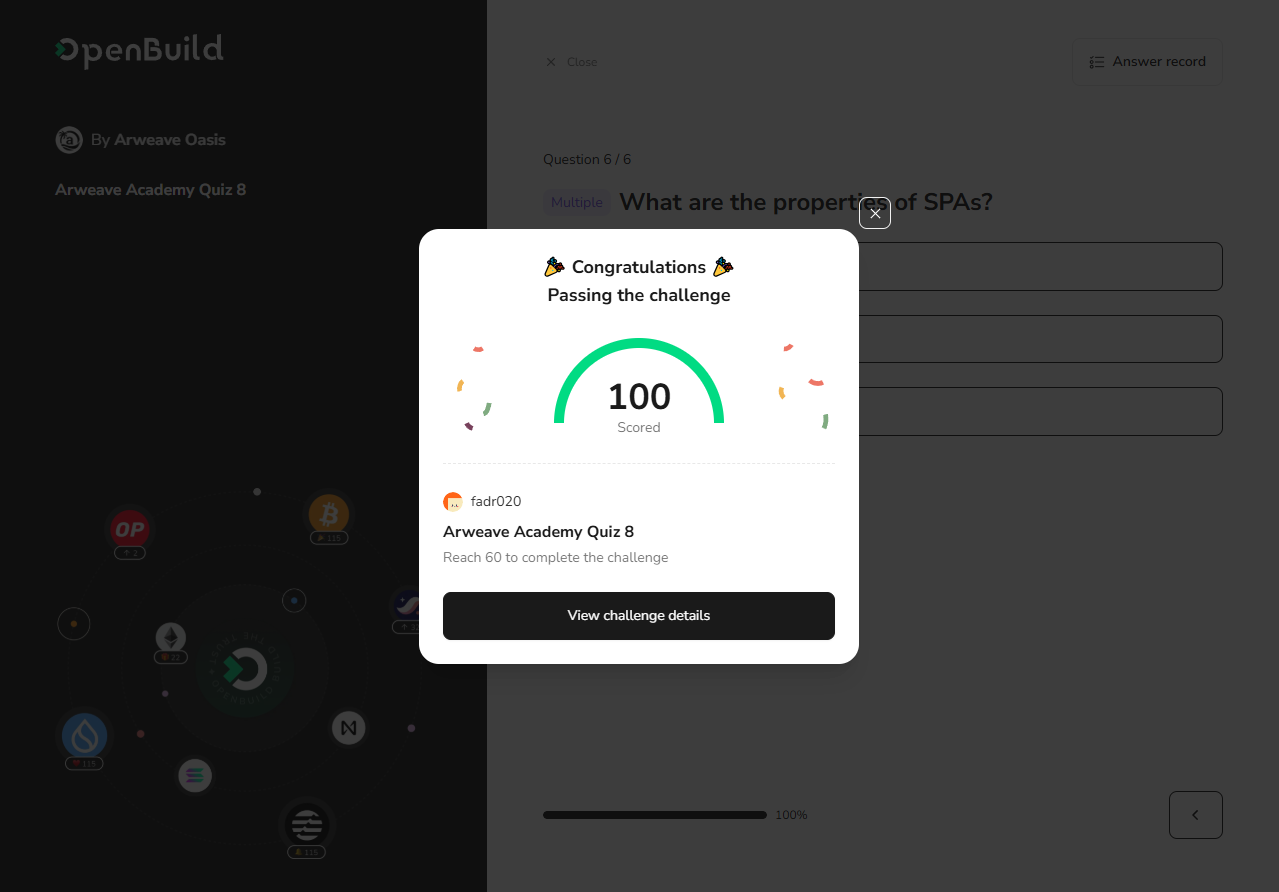 OpenBuild
By Arweave Oasis
Arweave Academy Quiz 8
Close
Answer record
Question 6 / 6
Multiple What are the properties of SPAs?
Congratulations
Passing the challenge
100
Scored
fadr020
Arweave Academy Quiz 8
Reach 60 to complete the challenge
View challenge details
OP
2
115
22
115
115
100%